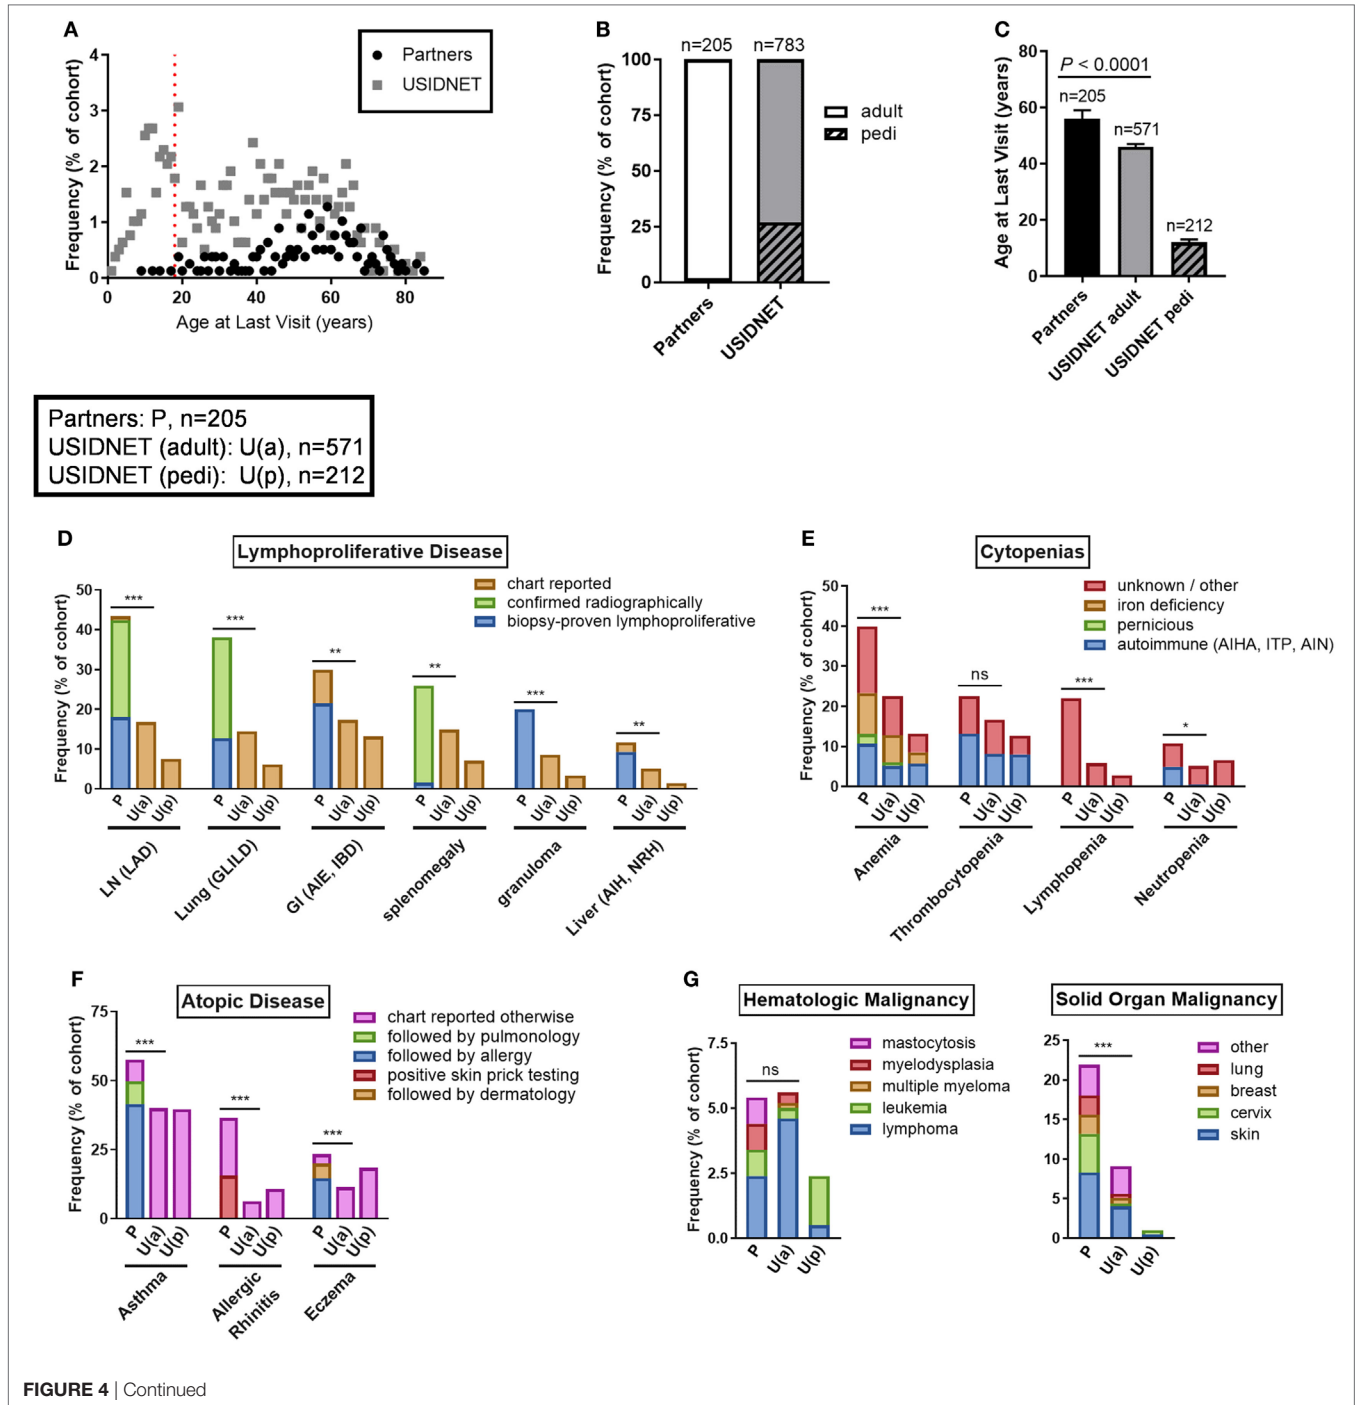 A
Frequency (% of cohort)
4
3
2
1
0
0 20 40 60 80
Age at Last Visit (years)
Partners
USIDNET
B
n=205 n=783
Frequency (% of cohort)
100
75
50
25
0
Partners
USIDNET
adult
pedi
C
Age at Last Visit (years)
80
60
40
20
0
P < 0.0001
n=205
n=571
n=212
Partners
USIDNET adult
USIDNET pedi
Partners: P, n=205
USIDNET (adult): U(a), n=571
USIDNET (pedi): U(p), n=212
D
Lymphoproliferative Disease
chart reported
confirmed radiographically
biopsy-proven lymphoproliferative
Frequency (% of cohort)
50
40
30
20
10
0
*** *** ** ** *** **
P U(a) U(p) P U(a) U(p) P U(a) U(p) P U(a) U(p) P U(a) U(p) P U(a) U(p)
LN (LAD)
Lung (GLILD)
GI (AIE, IBD)
splenomegaly
granuloma
Liver (AIH, NRH)
E
Cytopenias
unknown / other
iron deficiency
pernicious
autoimmune (AIHA, ITP, AIN)
Frequency (% of cohort)
50
40
30
20
10
0
*** ns *** *
P U(a) U(p) P U(a) U(p) P U(a) U(p) P U(a) U(p)
Anemia
Thrombocytopenia
Lymphopenia
Neutropenia
F
Atopic Disease
chart reported otherwise
followed by pulmonology
followed by allergy
positive skin prick testing
followed by dermatology
Frequency (% of cohort)
75
50
25
0
*** *** ***
P U(a) U(p) P U(a) U(p) P U(a) U(p)
Asthma
Allergic
Rhinitis
Eczema
G
Hematologic Malignancy
mastocytosis
myelodysplasia
multiple myeloma
leukemia
lymphoma
Frequency (% of cohort)
7.5
5.0
2.5
0.0
ns
P U(a) U(p)
Solid Organ Malignancy
other
lung
breast
cervix
skin
25
20
15
10
5
0
***
P U(a) U(p)
FIGURE 4 | Continued